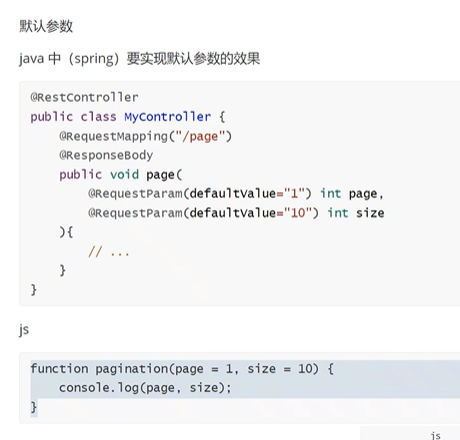 默认参数
java 中（spring）要实现默认参数的效果
@RestController
public class MyController {
    @RequestMapping("/page")
    @ResponseBody
    public void page(
        @RequestParam(defaultValue="1") int page,
        @RequestParam(defaultValue="10") int size
    ){
        // ...
    }
}
js
function pagination(page = 1, size = 10) {
    console.log(page, size);
}
js